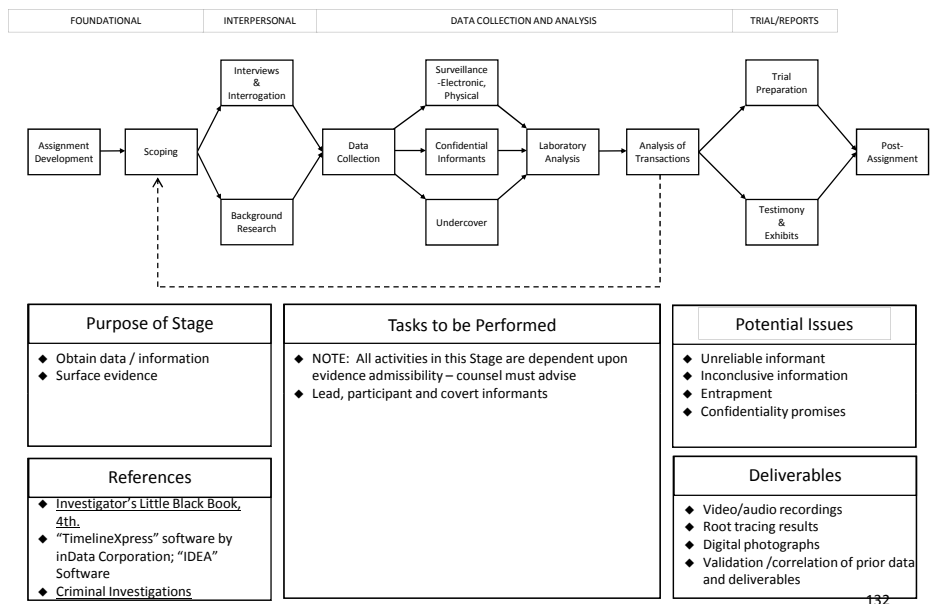 FOUNDATIONAL INTERPERSONAL DATA COLLECTION AND ANALYSIS TRIAL/REPORTS
Interviews
&
Interrogation
Surveillance
-Electronic,
Physical
Trial
Preparation
Assignment
Development
Scoping
Data
Collection
Confidential
Informants
Laboratory
Analysis
Analysis of
Transactions
Post-
Assignment
Background
Research
Undercover
Testimony
&
Exhibits
Purpose of Stage
◆ Obtain data / information
◆ Surface evidence
Tasks to be Performed
◆ NOTE: All activities in this Stage are dependent upon
evidence admissibility – counsel must advise
◆ Lead, participant and covert informants
Potential Issues
◆ Unreliable informant
◆ Inconclusive information
◆ Entrapment
◆ Confidentiality promises
References
◆ Investigator's Little Black Book,
4th.
◆ "TimelineXpress" software by
inData Corporation; "IDEA"
Software
◆ Criminal Investigations
Deliverables
◆ Video/audio recordings
◆ Root tracing results
◆ Digital photographs
◆ Validation /correlation of prior data
and deliverables
132